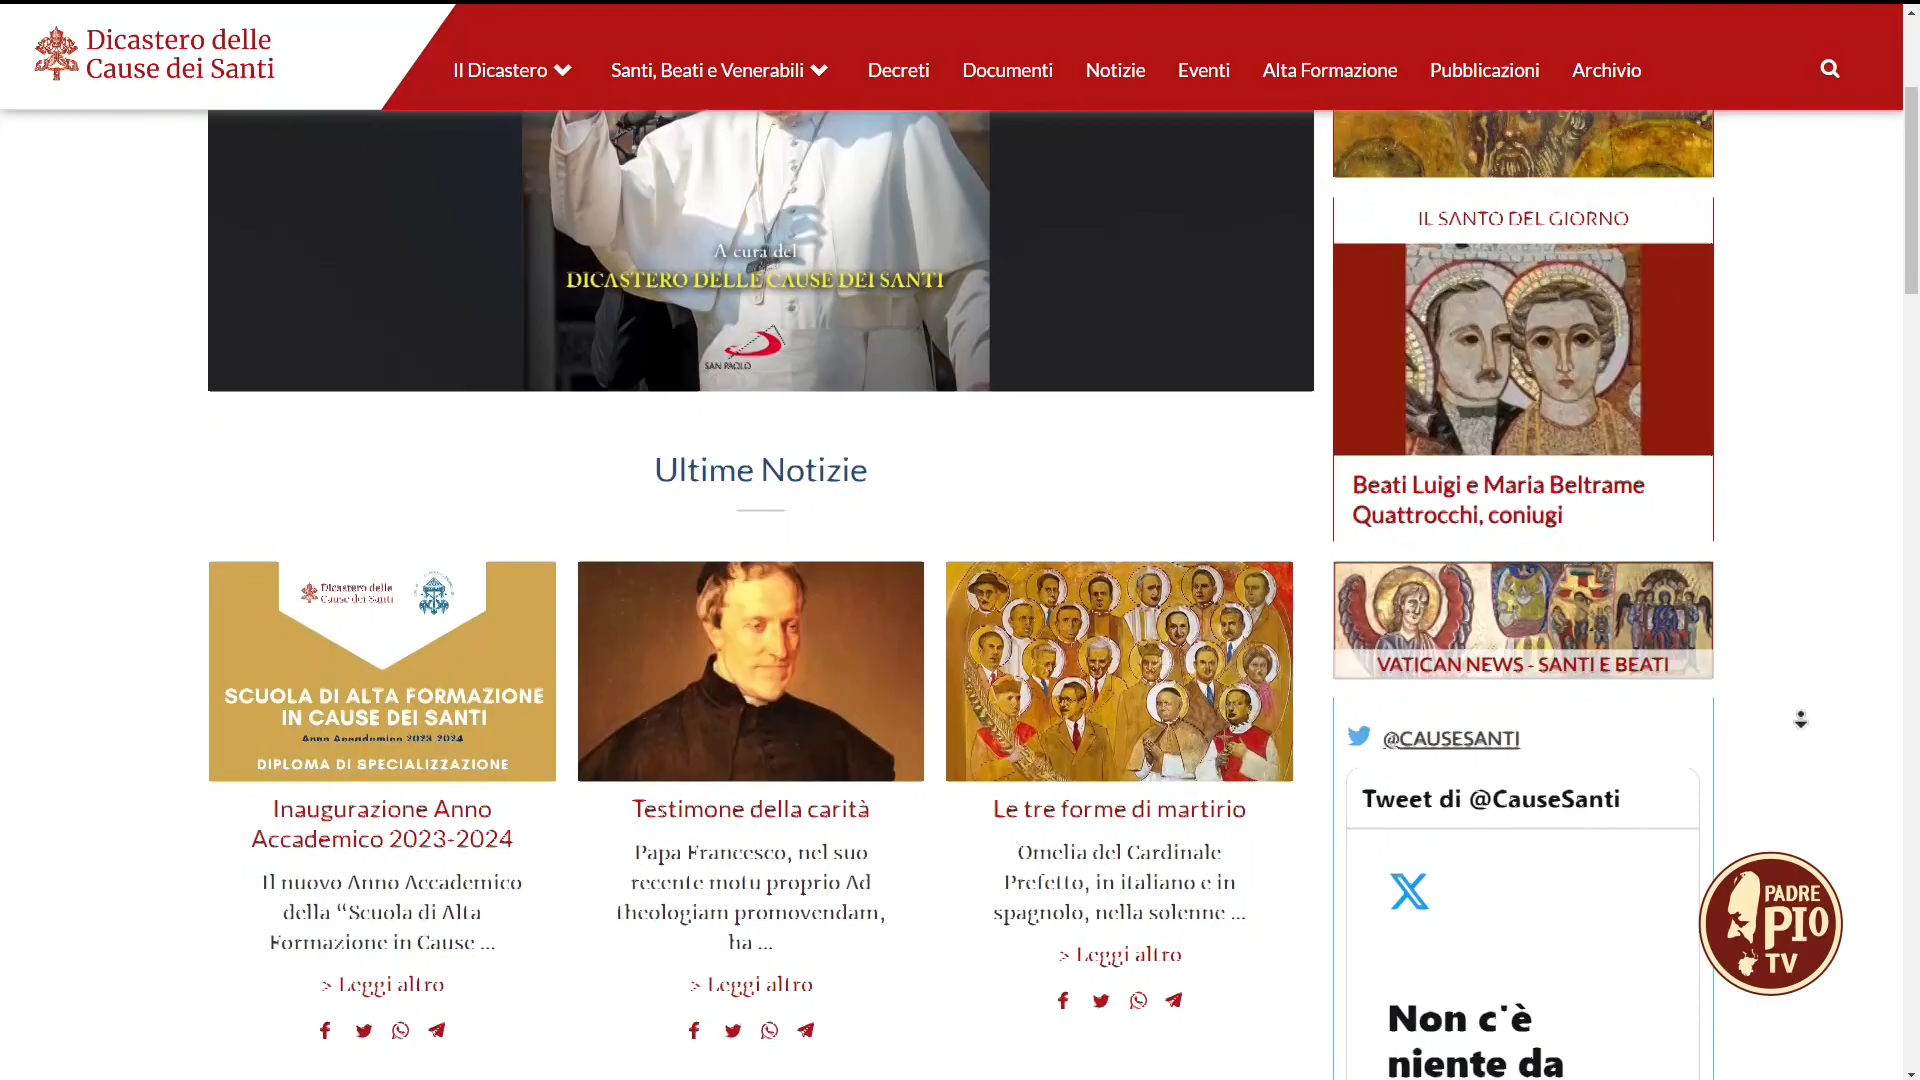 Dicastero delle
Cause dei Santi
Il Dicastero
Santi, Beati e Venerabili
Decreti
Documenti
Notizie
Eventi
Alta Formazione
Pubblicazioni
Archivio
A cura del
DICASTERO DELLE CAUSE DEI SANTI
SAN PAOLO
IL SANTO DEL GIORNO
Beati Luigi e Maria Beltrame
Quattrocchi, coniugi
VATICAN NEWS - SANTI E BEATI
@CAUSESANTI
Tweet di @CauseSanti
Non c'è
niente da
Ultime Notizie
Dicastero delle
Cause dei Santi
SCUOLA DI ALTA FORMAZIONE
IN CAUSE DEI SANTI
Anno Accademico 2023-2024
DIPLOMA DI SPECIALIZZAZIONE
Inaugurazione Anno
Accademico 2023-2024
Il nuovo Anno Accademico
della “Scuola di Alta
Formazione in Cause ...
> Leggi altro
Testimone della carità
Papa Francesco, nel suo
recente motu proprio Ad
theologiam promovendam,
ha ...
> Leggi altro
Le tre forme di martirio
Omelia del Cardinale
Prefetto, in italiano e in
spagnolo, nella solenne ...
> Leggi altro
PADRE
PIO
TV